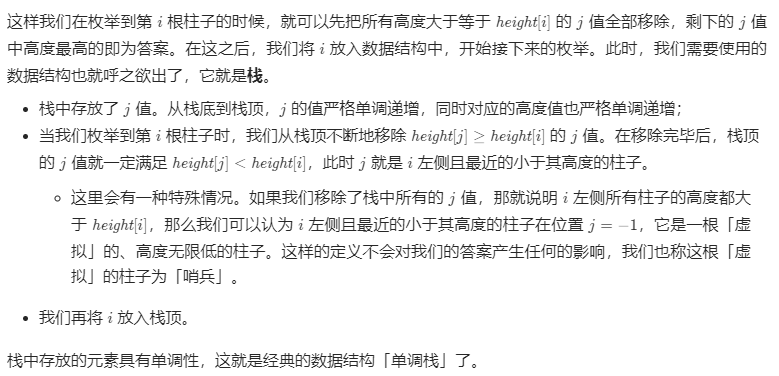 这样我们在枚举到第 i 根柱子的时候，就可以先把所有高度大于等于 height[i] 的 j 值全部移除，剩下的 j 值
中高度最高的即为答案。在这之后，我们将 i 放入数据结构中，开始接下来的枚举。此时，我们需要使用的
数据结构也就呼之欲出了，它就是栈。
• 栈中存放了 j 值。从栈底到栈顶，j 的值严格单调递增，同时对应的高度值也严格单调递增；
• 当我们枚举到第 i 根柱子时，我们从栈顶不断地移除 height[j] ≥ height[i] 的 j 值。在移除完毕后，栈顶
的 j 值就一定满足 height[j] < height[i]，此时 j 就是 i 左侧且最近的小于其高度的柱子。
◦ 这里会有一种特殊情况。如果我们移除了栈中所有的 j 值，那就说明 i 左侧所有柱子的高度都大
于 height[i]，那么我们可以认为 i 左侧且最近的小于其高度的柱子在位置 j = −1，它是一根「虚
拟」的、高度无限低的柱子。这样的定义不会对我们的答案产生任何的影响，我们也称这根「虚
拟」的柱子为「哨兵」。
• 我们再将 i 放入栈顶。
栈中存放的元素具有单调性，这就是经典的数据结构「单调栈」了。